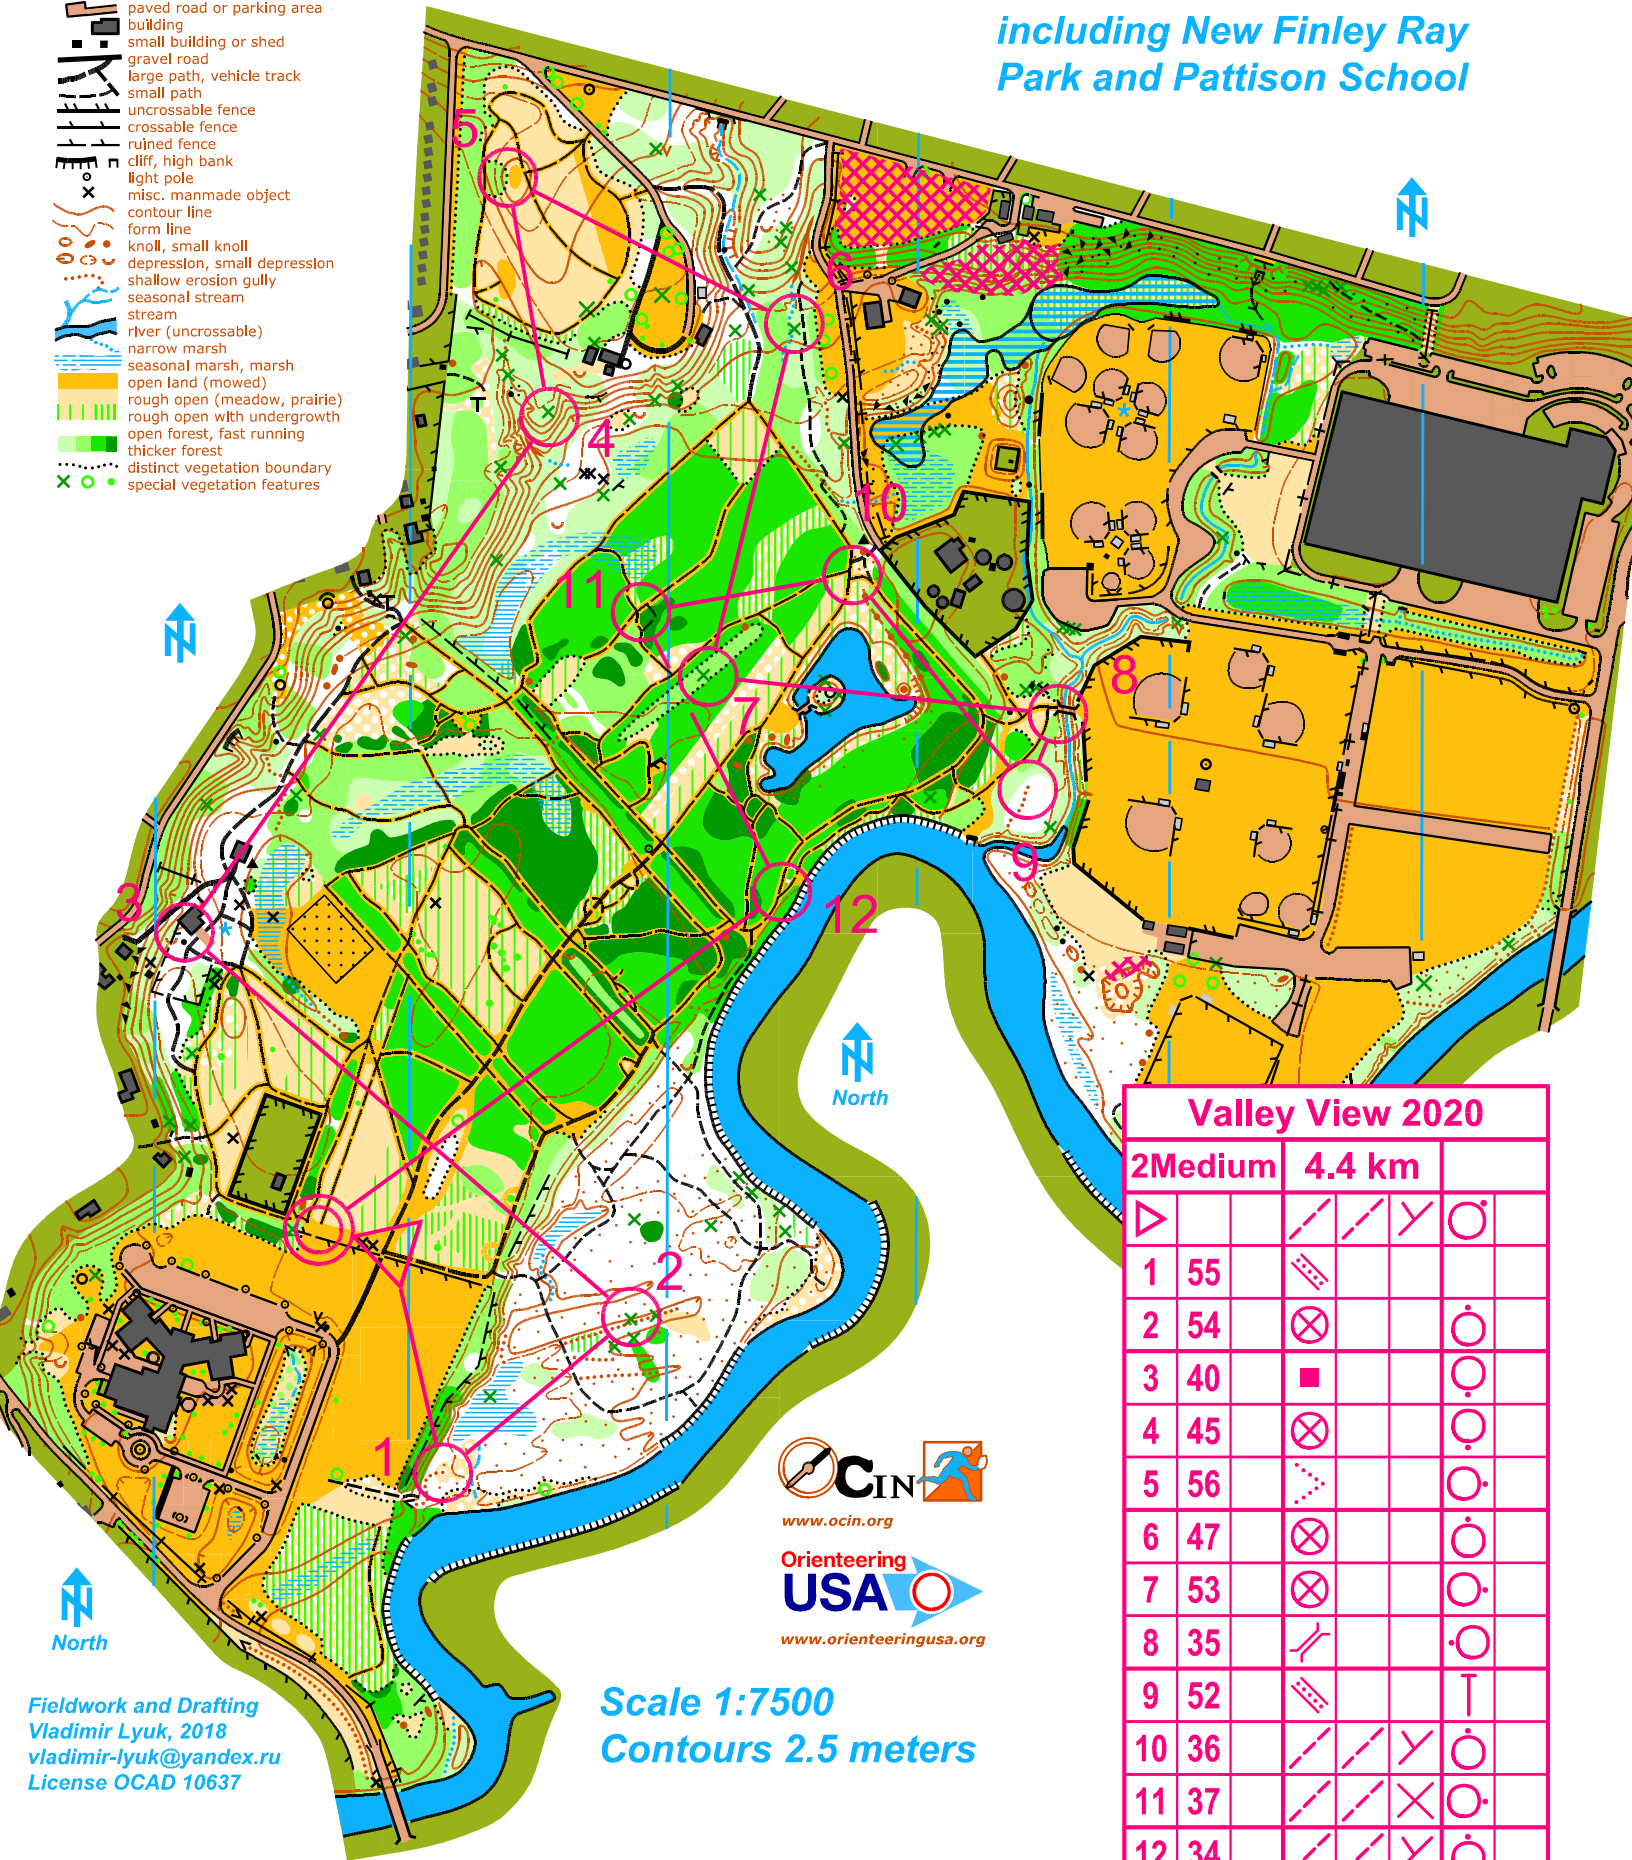 paved road or parking area
building
small building or shed
gravel road
large path, vehicle track
small path
uncrossable fence
crossable fence
ruined fence
cliff, high bank
light pole
misc. manmade object
contour line
form line
knoll, small knoll
depression, small depression
shallow erosion gully
seasonal stream
stream
river (uncrossable)
narrow marsh
seasonal marsh, marsh
open land (mowed)
rough open (meadow, prairie)
rough open with undergrowth
open forest, fast running
thicker forest
distinct vegetation boundary
special vegetation features
including New Finley Ray
Park and Pattison School
5
6
4
10
11
8
7
3
9
12
2
1
North
North
Valley View 2020
2Medium 4.4 km
1 55
2 54
3 40
4 45
5 56
6 47
7 53
8 35
9 52
10 36
11 37
12 34
OCIN
www.ocin.org
Orienteering
USA
www.orienteeringusa.org
Scale 1:7500
Contours 2.5 meters
Fieldwork and Drafting
Vladimir Lyuk, 2018
vladimir-lyuk@yandex.ru
License OCAD 10637